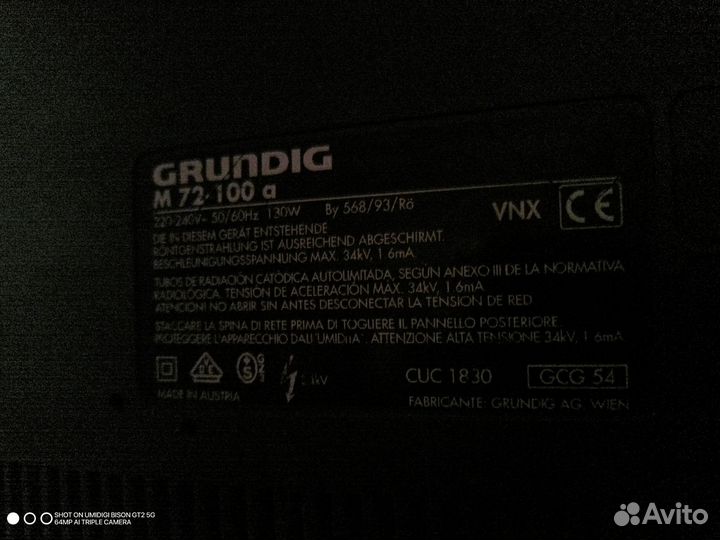 GRUNDIG
M 72-100 a
220-240V~ 50/60Hz 130W By 568/93/Rö
VNX CE
DIE IN DIESEM GERÄT ENTSTEHENDE
RÖNTGENSTRAHLUNG IST AUSREICHEND ABGESCHIRMT.
BESCHLEUNIGUNGSSPANNUNG MAX. 34kV, 1 6mA
TUBOS DE RADIACIÓN CATÓDICA AUTOLIMITADA, SEGÚN ANEXO III DE LA NORMATIVA
RADIOLÓGICA. TENSIÓN DE ACELERACIÓN MAX. 34kV, 1 6mA
ATENCION! NO ABRIR SIN ANTES DESCONECTAR LA TENSION DE RED
STACCARE LA SPINA DI RETE PRIMA DI TOGLIERE IL PANNELLO POSTERIORE
PROTEGGERE L'APPARECCHIO DALL'UMIDITA'. ATTENZIONE ALTA TENSIONE 34kV, 1 6mA
VDE S kV CUC 1830 GCG 54
MADE IN AUSTRIA FABRICANTE: GRUNDIG AG. WIEN
SHOT ON UMIDIGI BISON GT2 5G
64MP AI TRIPLE CAMERA
Avito